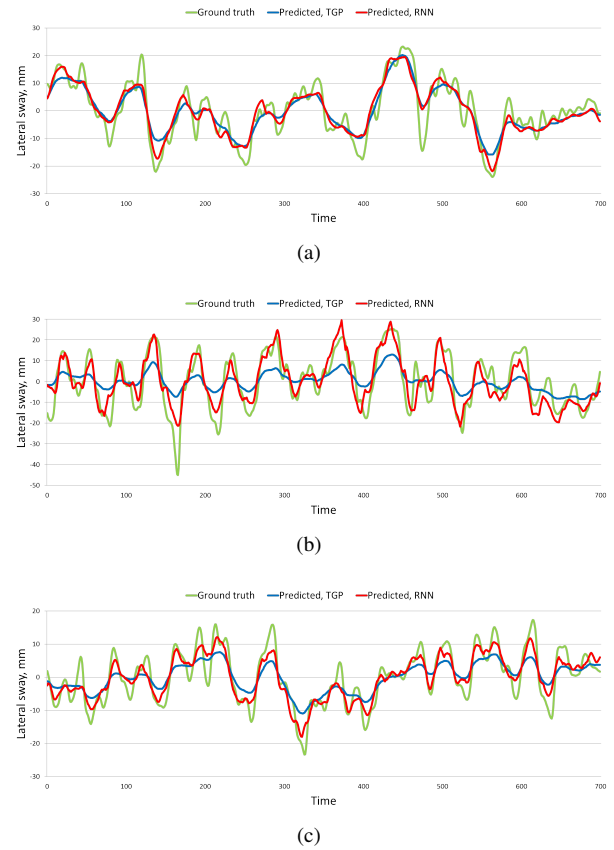 Ground truth Predicted, TGP Predicted, RNN
Lateral sway, mm
30
20
10
0
-10
-20
-30
0 100 200 300 400 500 600 700
Time
(a)
Ground truth Predicted, TGP Predicted, RNN
Lateral sway, mm
30
20
10
0
-10
-20
-30
-40
-50
0 100 200 300 400 500 600 700
Time
(b)
Ground truth Predicted, TGP Predicted, RNN
Lateral sway, mm
20
10
0
-10
-20
-30
0 100 200 300 400 500 600 700
Time
(c)